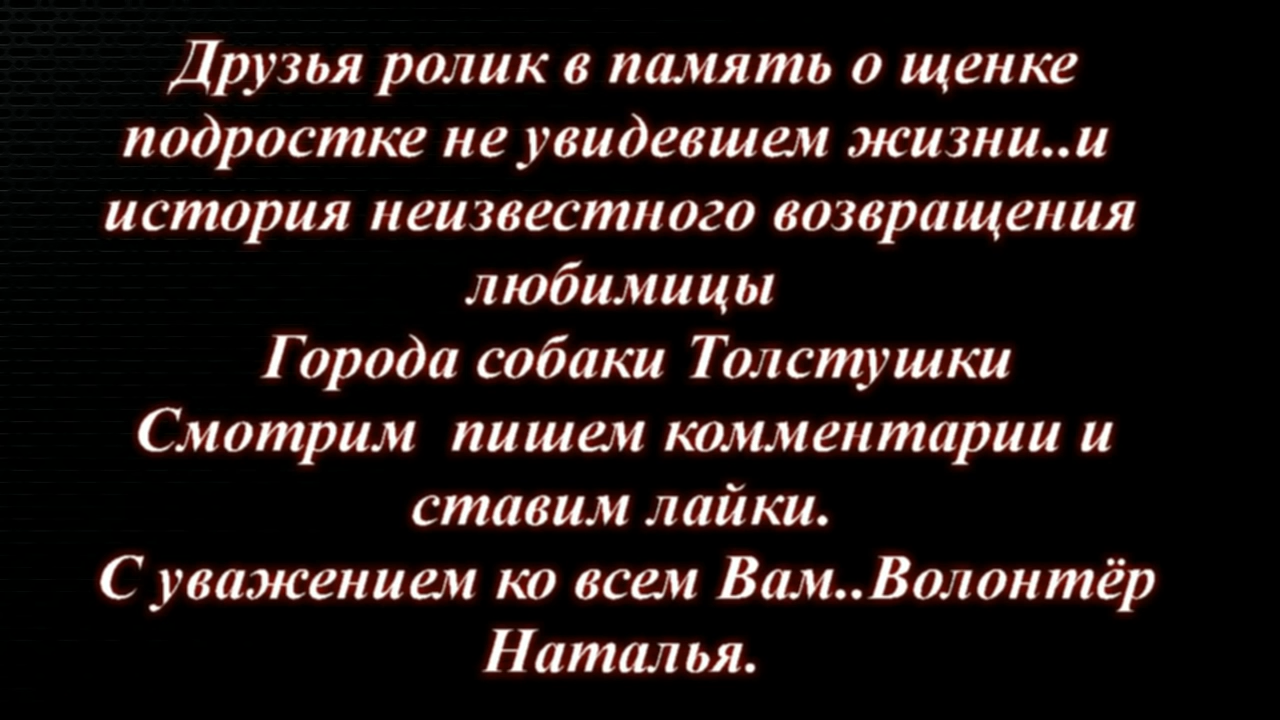 Друзья ролик в память о щенке
подростке не увидевшем жизни..и
история неизвестного возвращения
любимицы
Города собаки Толстушки
Смотрим пишем комментарии и
ставим лайки.
С уважением ко всем Вам..Волонтёр
Наталья.